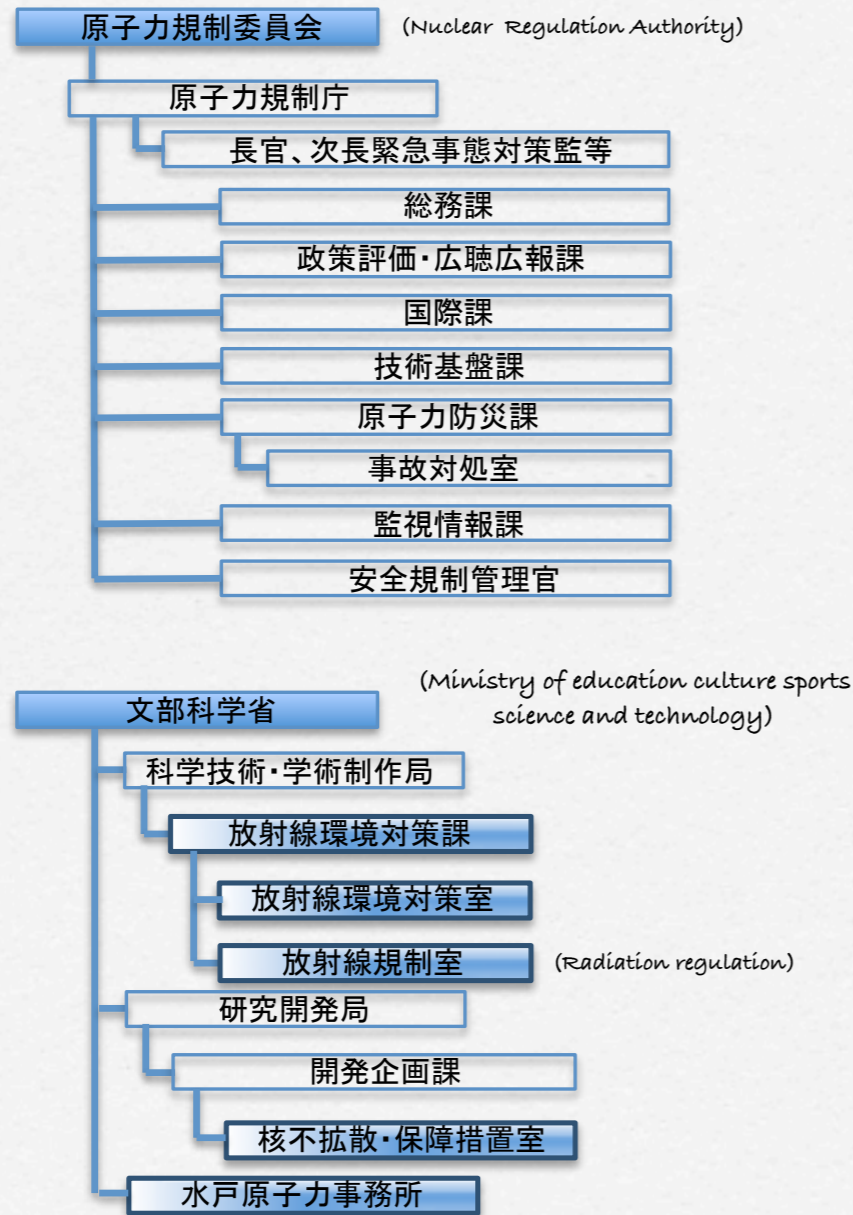 原子力規制委員会
(Nuclear Regulation Authority)
原子力規制庁
長官、次長緊急事態対策監等
総務課
政策評価・広聴広報課
国際課
技術基盤課
原子力防災課
事故対処室
監視情報課
安全規制管理官
(Ministry of education culture sports
science and technology)
文部科学省
科学技術・学術制作局
放射線環境対策課
放射線環境対策室
放射線規制室
(Radiation regulation)
研究開発局
開発企画課
核不拡散・保障措置室
水戸原子力事務所